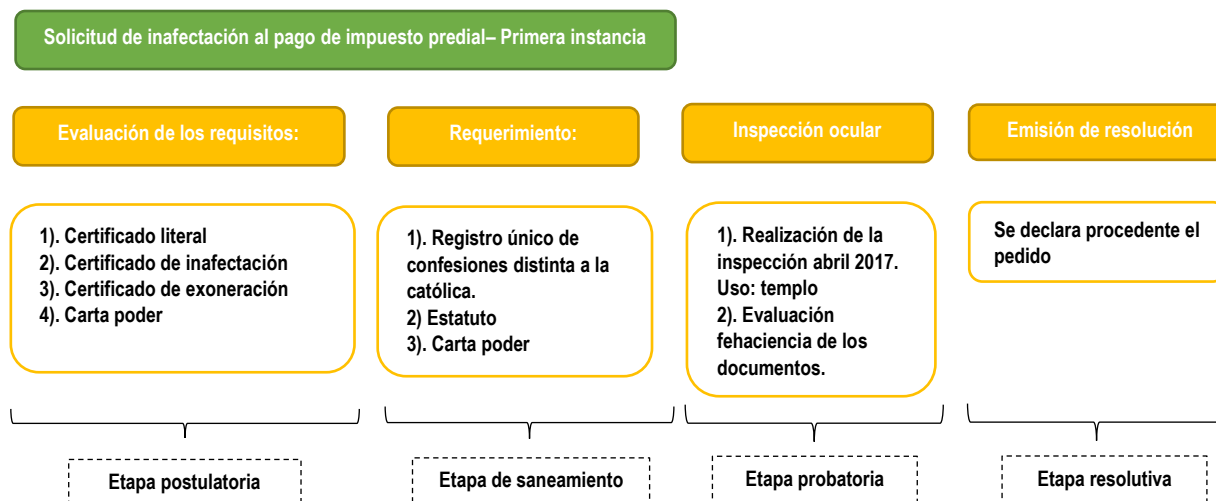 Solicitud de inafectación al pago de impuesto predial– Primera instancia
Evaluación de los requisitos:
1). Certificado literal
2). Certificado de inafectación
3). Certificado de exoneración
4). Carta poder
Etapa postulatoria
Requerimiento:
1). Registro único de
confesiones distinta a la
católica.
2) Estatuto
3). Carta poder
Etapa de saneamiento
Inspección ocular
1). Realización de la
inspección abril 2017.
Uso: templo
2). Evaluación
fehaciencia de los
documentos.
Etapa probatoria
Emisión de resolución
Se declara procedente el
pedido
Etapa resolutiva